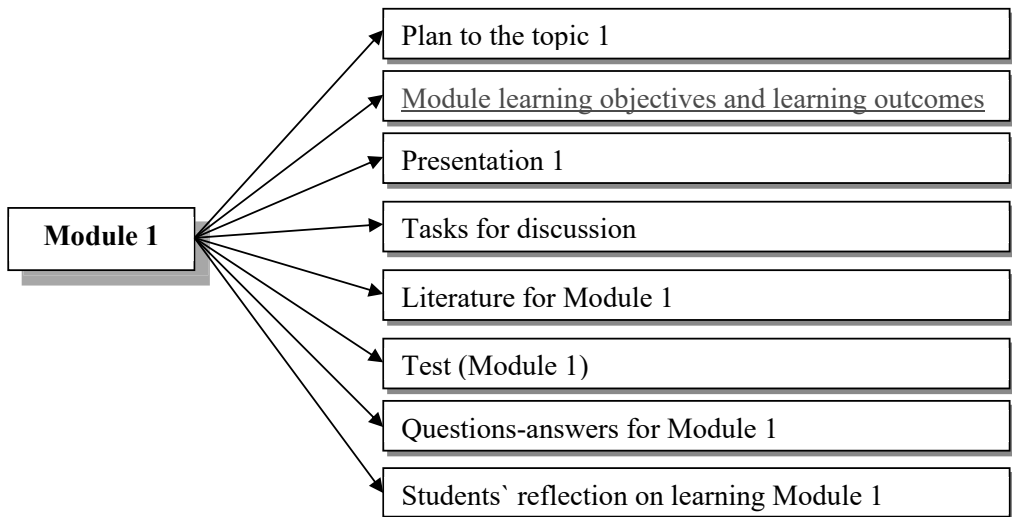 Module 1
Plan to the topic 1
Module learning objectives and learning outcomes
Presentation 1
Tasks for discussion
Literature for Module 1
Test (Module 1)
Questions-answers for Module 1
Students` reflection on learning Module 1